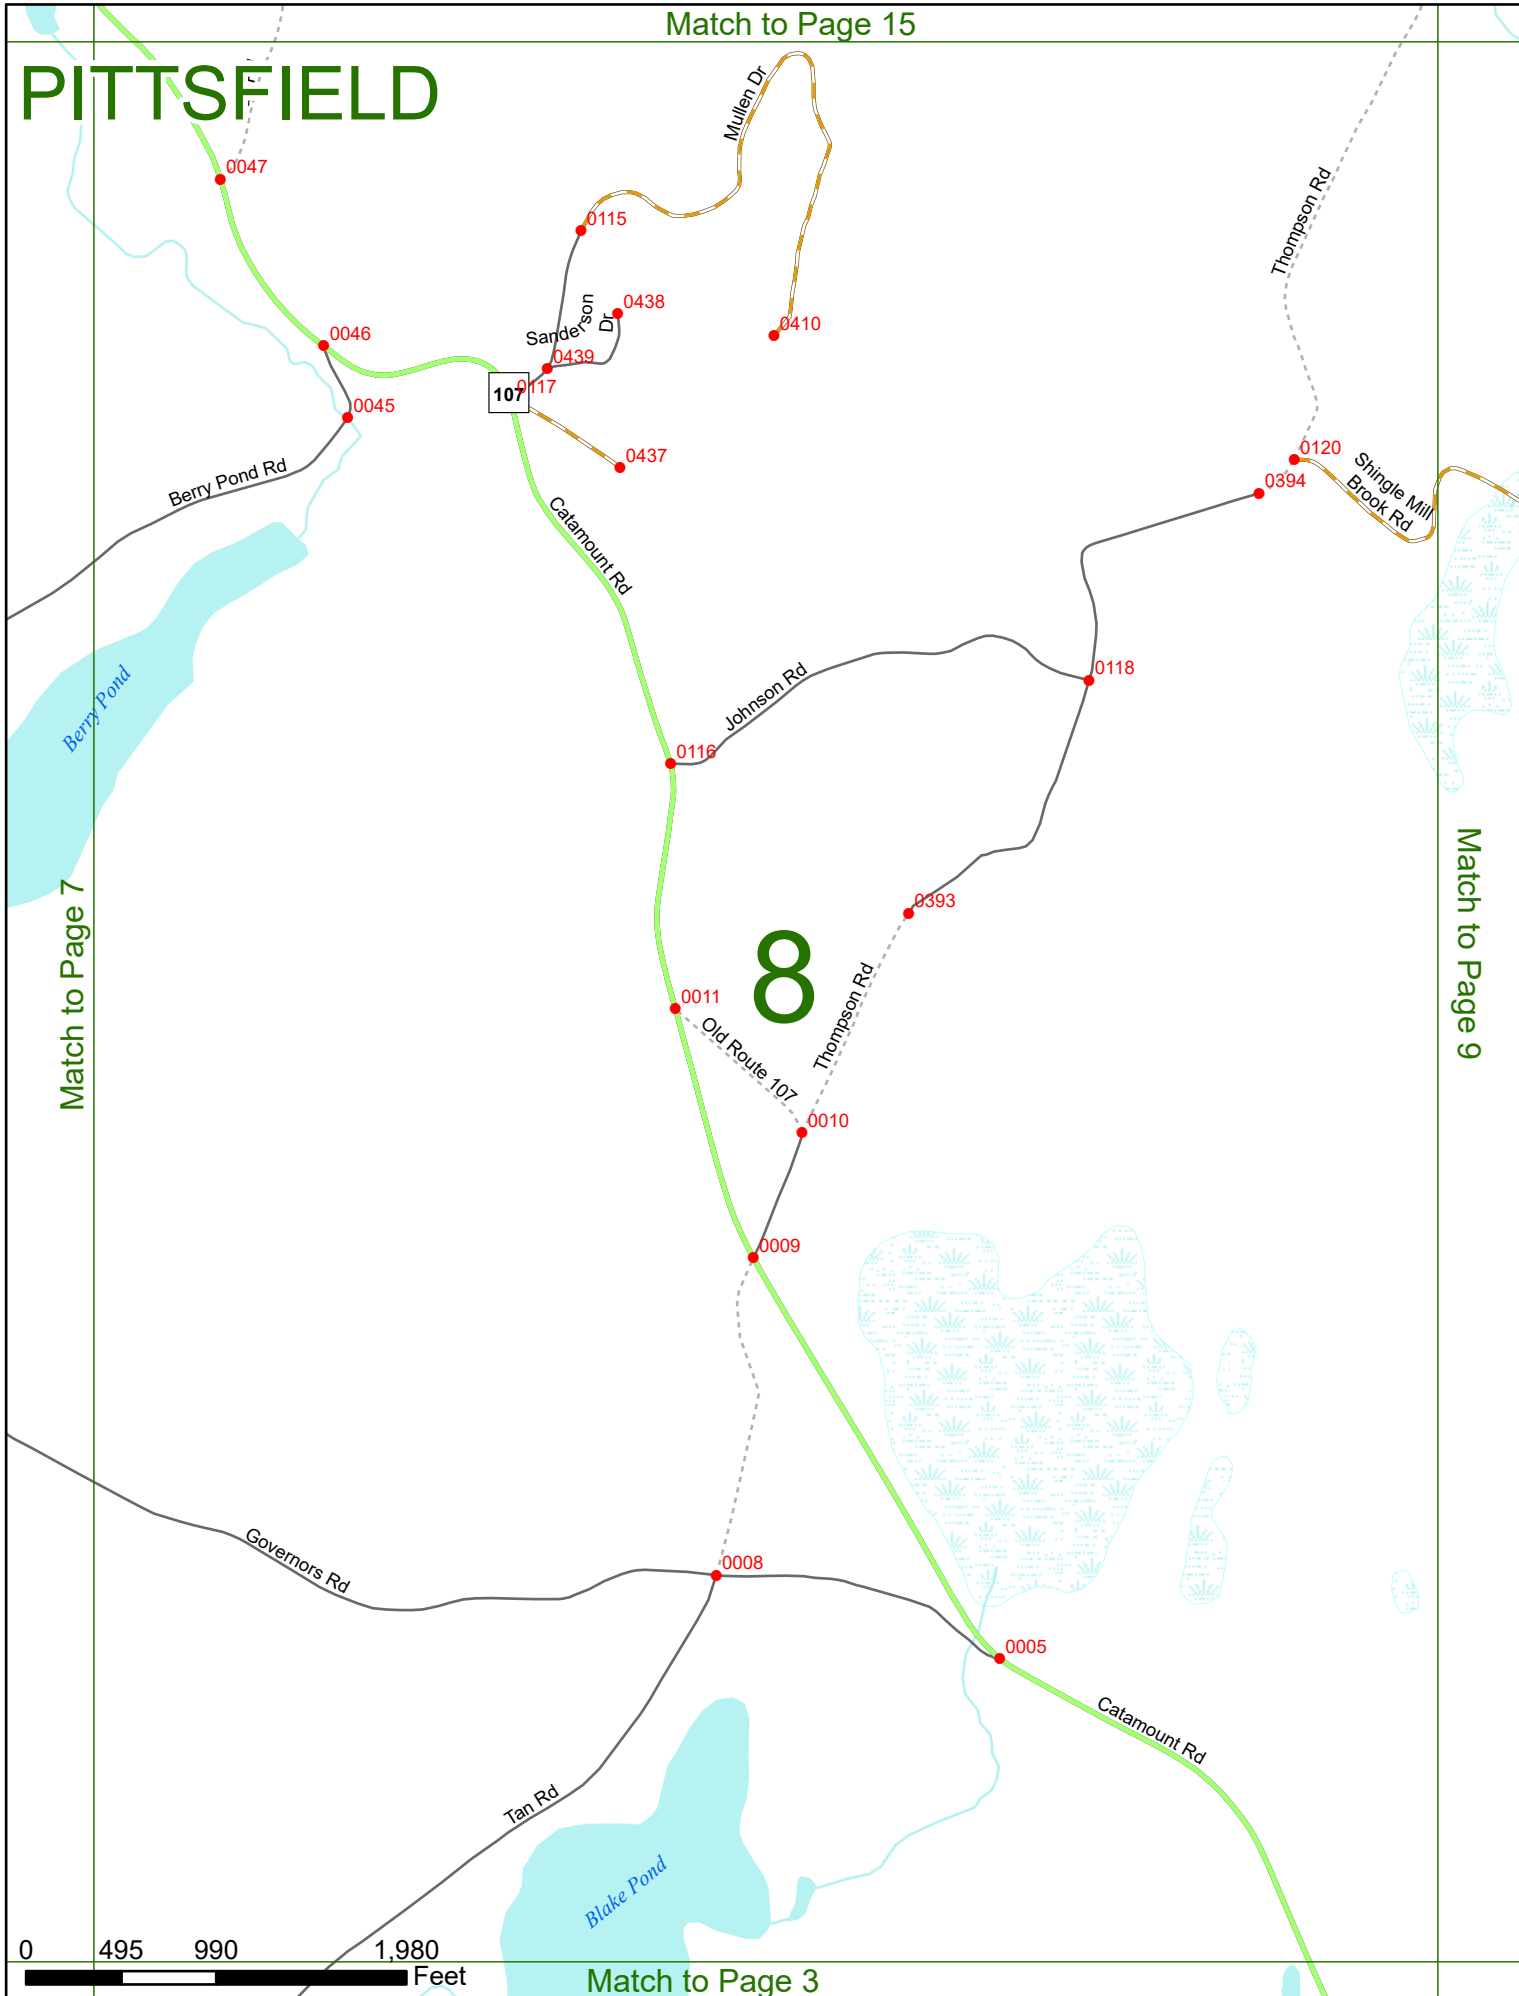 Match to Page 15
PITTSFIELD
Mullen Dr
0047
Thompson Rd
0115
0438
Sanderson
Dr
0410
0046
0439
0117
107
0045
0437
0120
Shingle Mill
Brook Rd
0394
Berry Pond Rd
Catamount Rd
Berry Pond
Johnson Rd
0118
0116
Match to Page 7
Match to Page 9
0393
8
Thompson Rd
0011
Old Route 107
0010
0009
Governors Rd
0008
0005
Catamount Rd
Tan Rd
Blake Pond
0 495 990 1,980
Feet
Match to Page 3